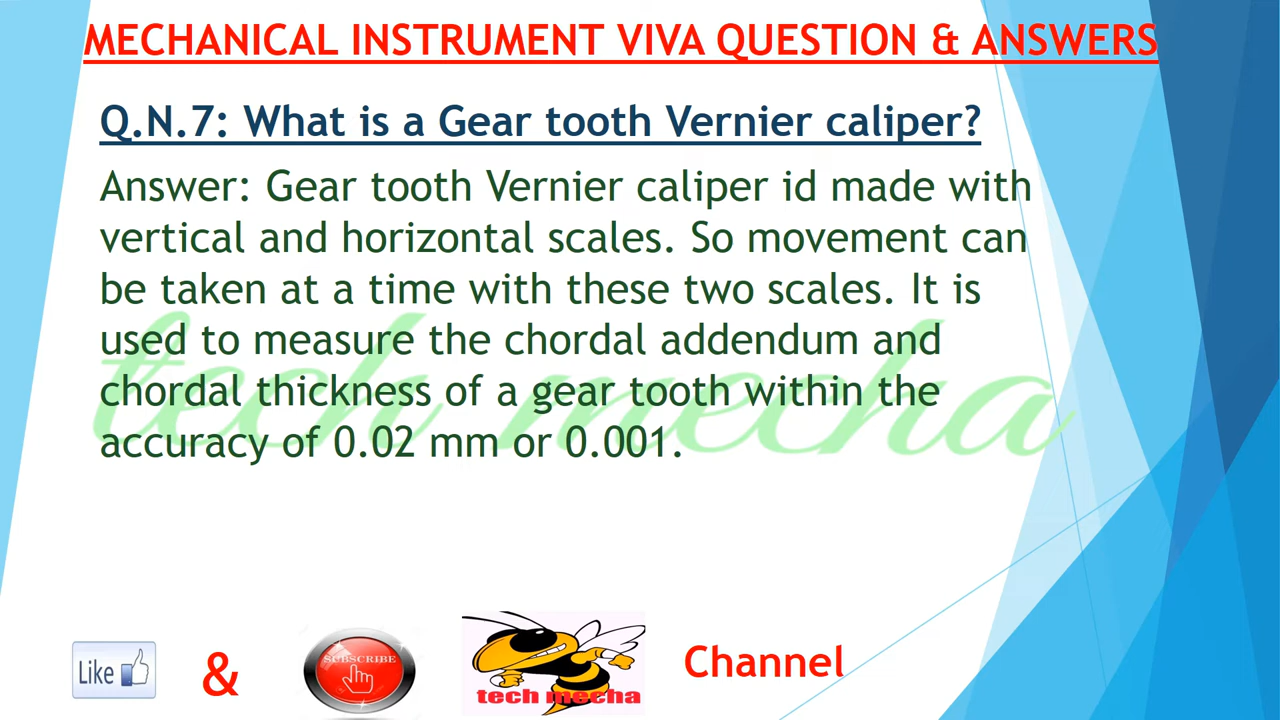 MECHANICAL INSTRUMENT VIVA QUESTION & ANSWERS
Q.N.7: What is a Gear tooth Vernier caliper?
Answer: Gear tooth Vernier caliper id made with
vertical and horizontal scales. So movement can
be taken at a time with these two scales. It is
used to measure the chordal addendum and
chordal thickness of a gear tooth within the
accuracy of 0.02 mm or 0.001.
tech mecha
Like & SUBSCRIBE tech mecha Channel